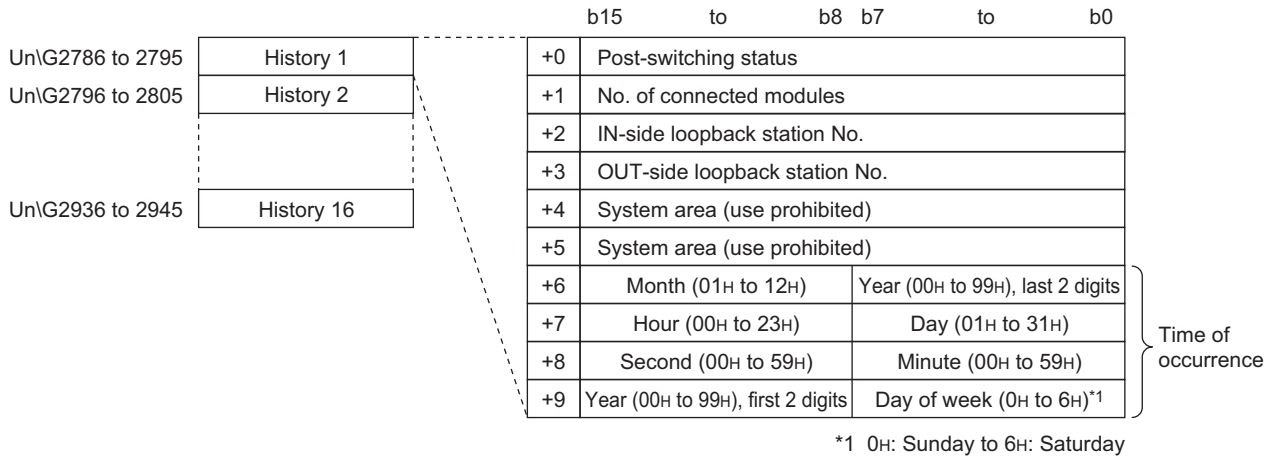 b15 to b8 b7 to b0
Un\G2786 to 2795 History 1 +0 Post-switching status
Un\G2796 to 2805 History 2 +1 No. of connected modules
+2 IN-side loopback station No.
+3 OUT-side loopback station No.
Un\G2936 to 2945 History 16 +4 System area (use prohibited)
+5 System area (use prohibited)
+6 Month (01H to 12H) Year (00H to 99H), last 2 digits
+7 Hour (00H to 23H) Day (01H to 31H)
+8 Second (00H to 59H) Minute (00H to 59H)
+9 Year (00H to 99H), first 2 digits Day of week (0H to 6H)*1
Time of
occurrence
*1 0H: Sunday to 6H: Saturday